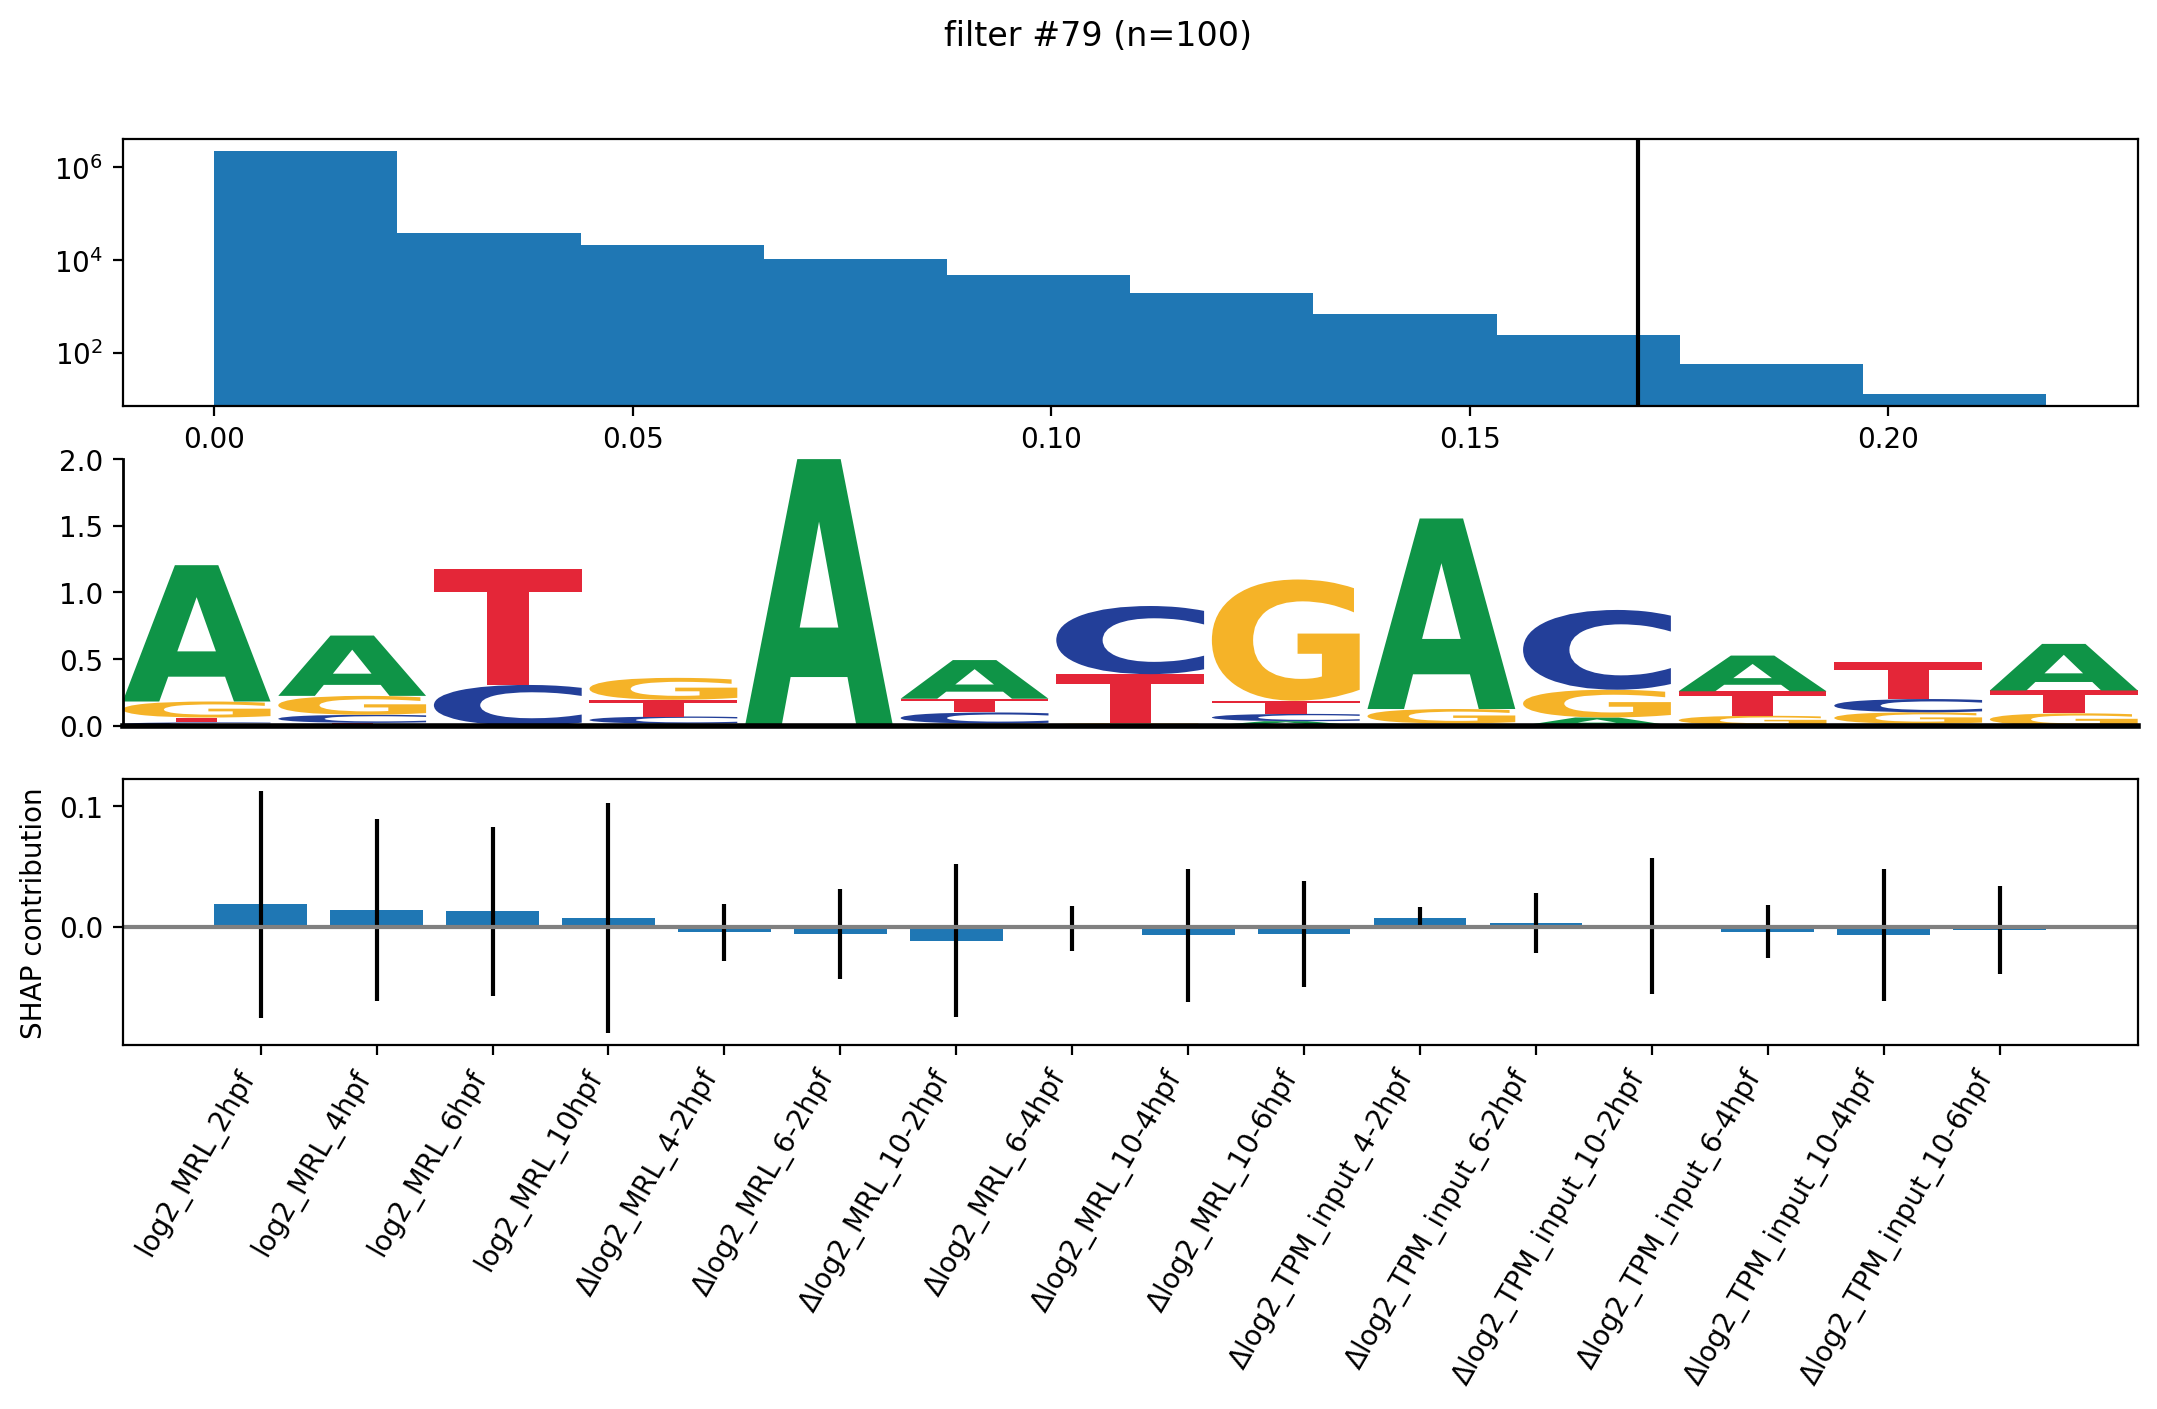 filter #79 (n=100)
10^6
10^4
10^2
0.00 0.05 0.10 0.15 0.20
2.0
1.5
1.0
0.5
0.0
A A T G A A C G A C A T A
G G C T T T T G T C T
T C C C C G A G G G
SHAP contribution
0.1
0.0
log2_MRL_2hpf
log2_MRL_4hpf
log2_MRL_6hpf
log2_MRL_10hpf
Δlog2_MRL_4-2hpf
Δlog2_MRL_6-2hpf
Δlog2_MRL_10-2hpf
Δlog2_MRL_6-4hpf
Δlog2_MRL_10-4hpf
Δlog2_MRL_10-6hpf
Δlog2_TPM_input_4-2hpf
Δlog2_TPM_input_6-2hpf
Δlog2_TPM_input_10-2hpf
Δlog2_TPM_input_6-4hpf
Δlog2_TPM_input_10-4hpf
Δlog2_TPM_input_10-6hpf